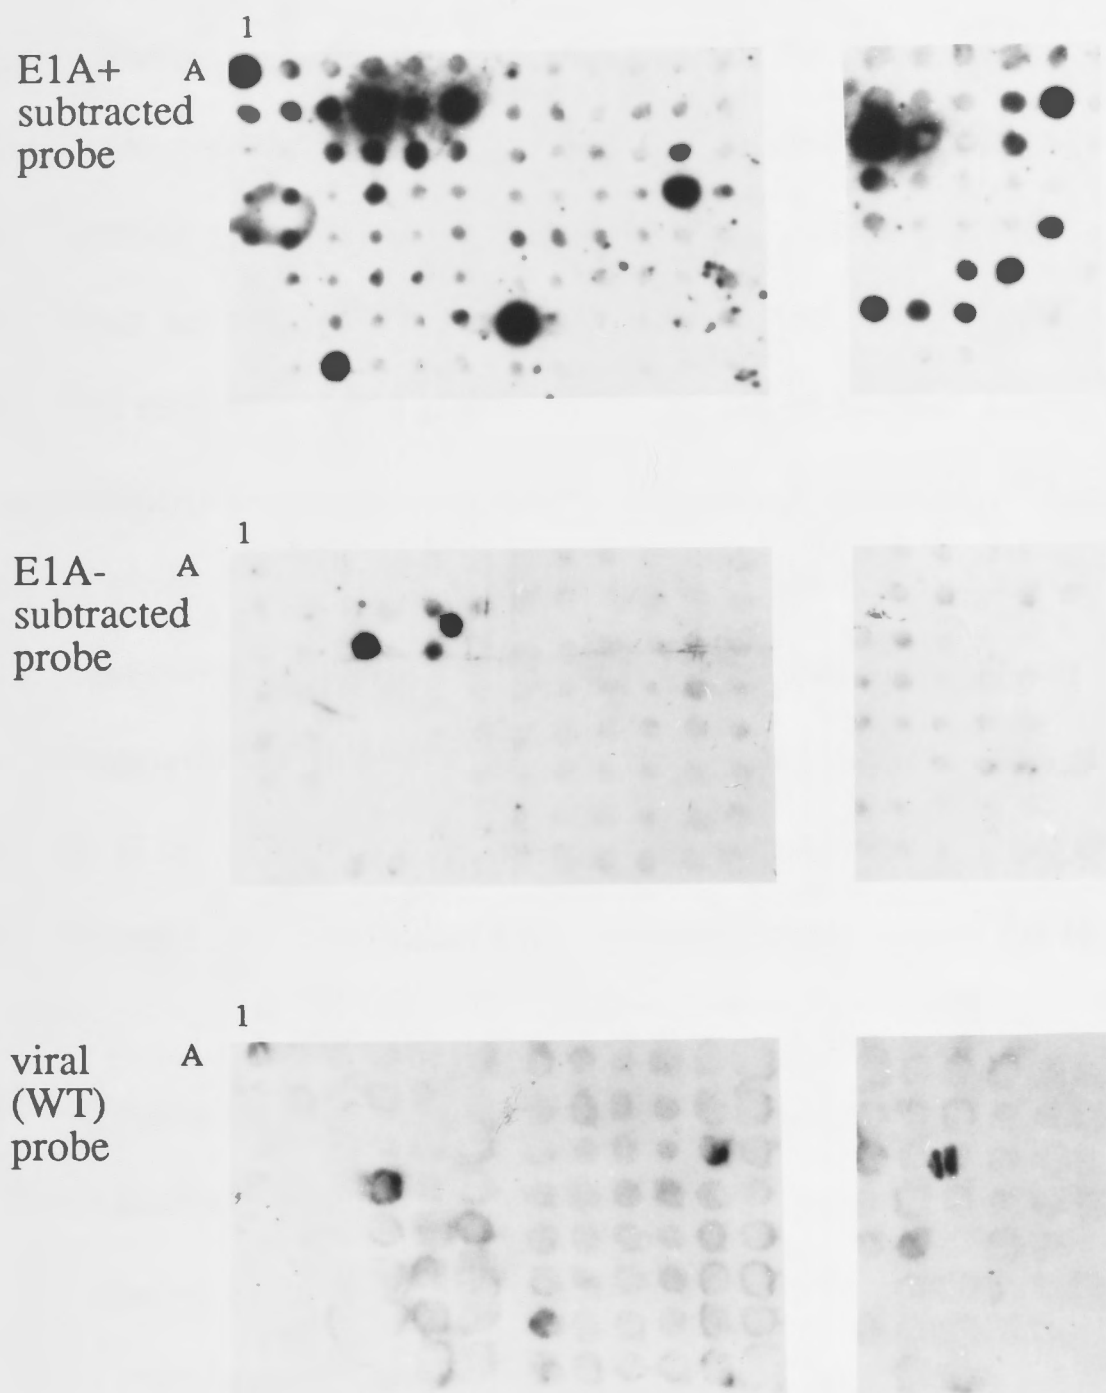 1
E1A+ A
subtracted
probe
1
E1A- A
subtracted
probe
1
viral A
(WT)
probe